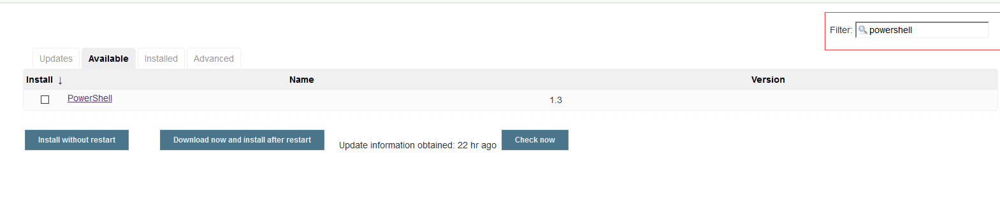 Filter: powershell
Updates Available Installed Advanced
Install ↓ Name Version
PowerShell 1.3
Install without restart Download now and install after restart Update information obtained: 22 hr ago Check now